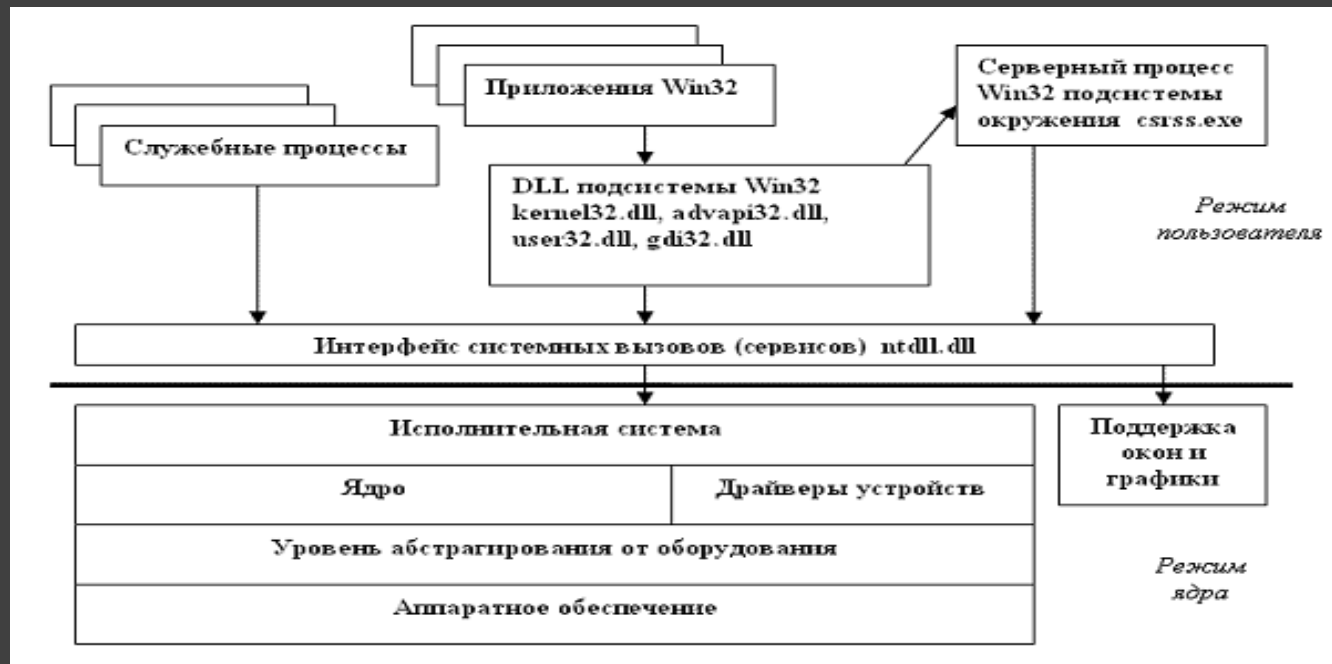 Приложения Win32
Серверный процесс
Win32 подсистемы
окружения csrss.exe
Служебные процессы
DLL подсистемы Win32
kernel32.dll, advapi32.dll,
user32.dll, gdi32.dll
Режим
пользователя
Интерфейс системных вызовов (сервисов) ntdll.dll
Исполнительная система
Поддержка
окон и
графики
Ядро
Драйверы устройств
Уровень абстрагирования от оборудования
Режим
ядра
Аппаратное обеспечение